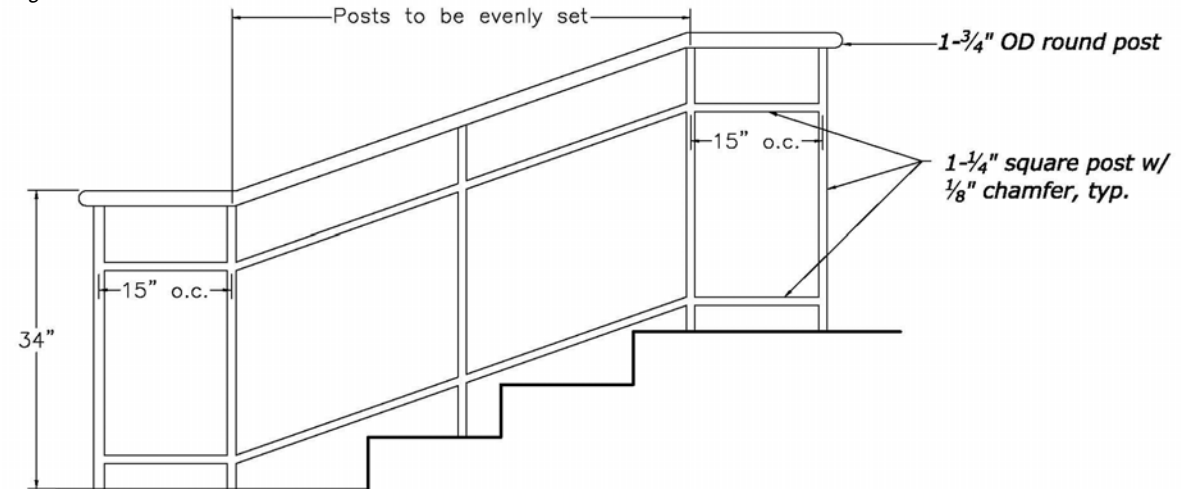 Posts to be evenly set
1-¾" OD round post
15" o.c.
1-¼" square post w/
⅛" chamfer, typ.
15" o.c.
34"